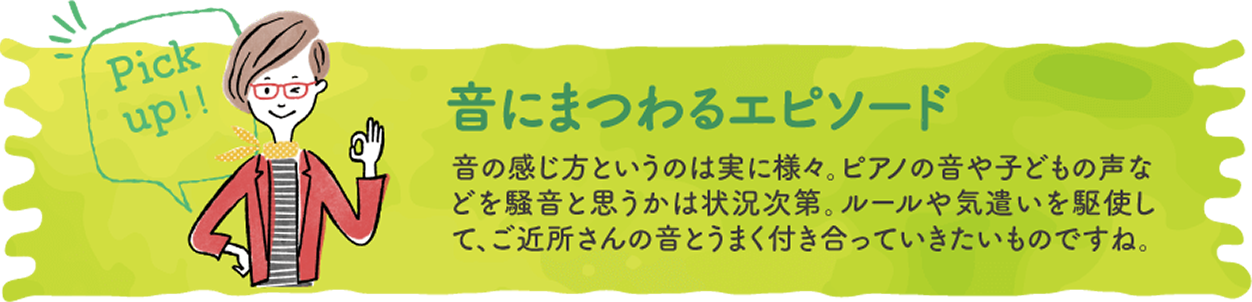 Pick
up!!
音にまつわるエピソード
音の感じ方というのは実に様々。ピアノの音や子どもの声な
どを騒音と思うかは状況次第。ルールや気遣いを駆使し
て、ご近所さんの音とうまく付き合っていきたいものですね。